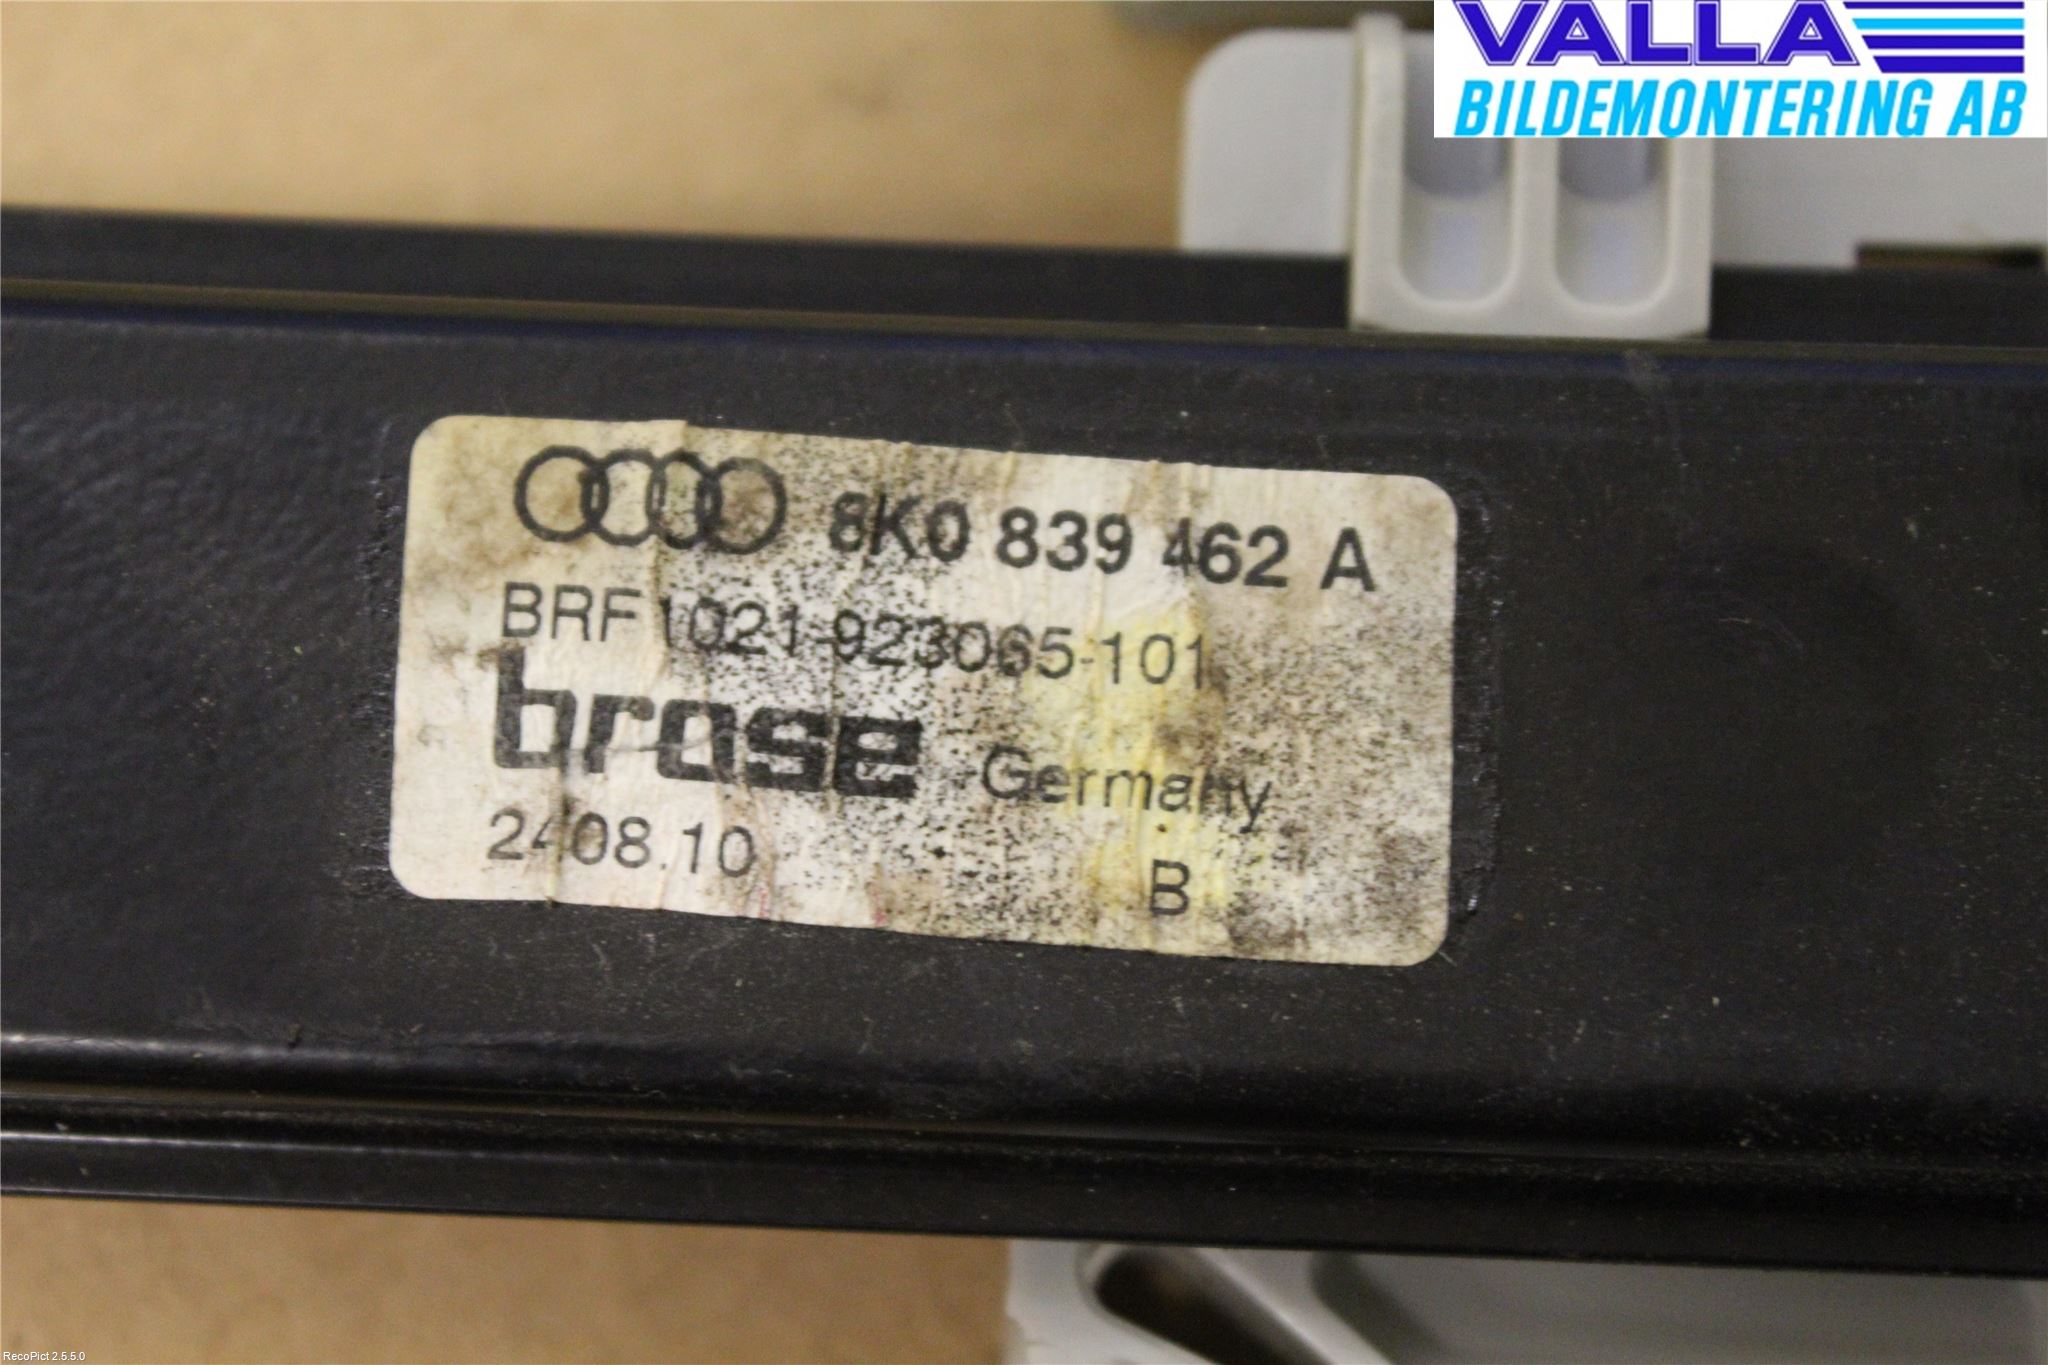 VALLA
BILDEMONTERING AB
8K0 839 462 A
BRF 1021-923065-101
brose Germany
2408.10 B
RecoPict 2.5.5.0